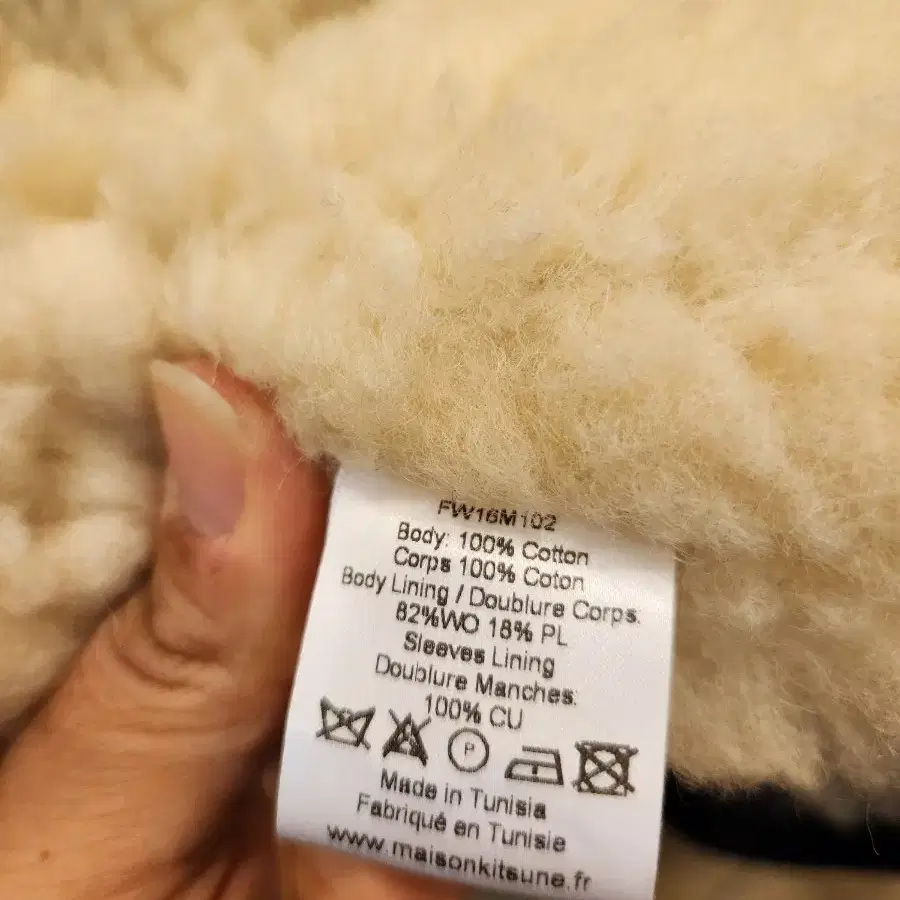 FW16M102
Body: 100% Cotton
Corps 100% Coton
Body Lining / Doublure Corps:
82%WO 18% PL
Sleeves Lining
Doublure Manches:
100% CU
P
Made in Tunisia
Fabriqué en Tunisie
www.maisonkitsune.fr